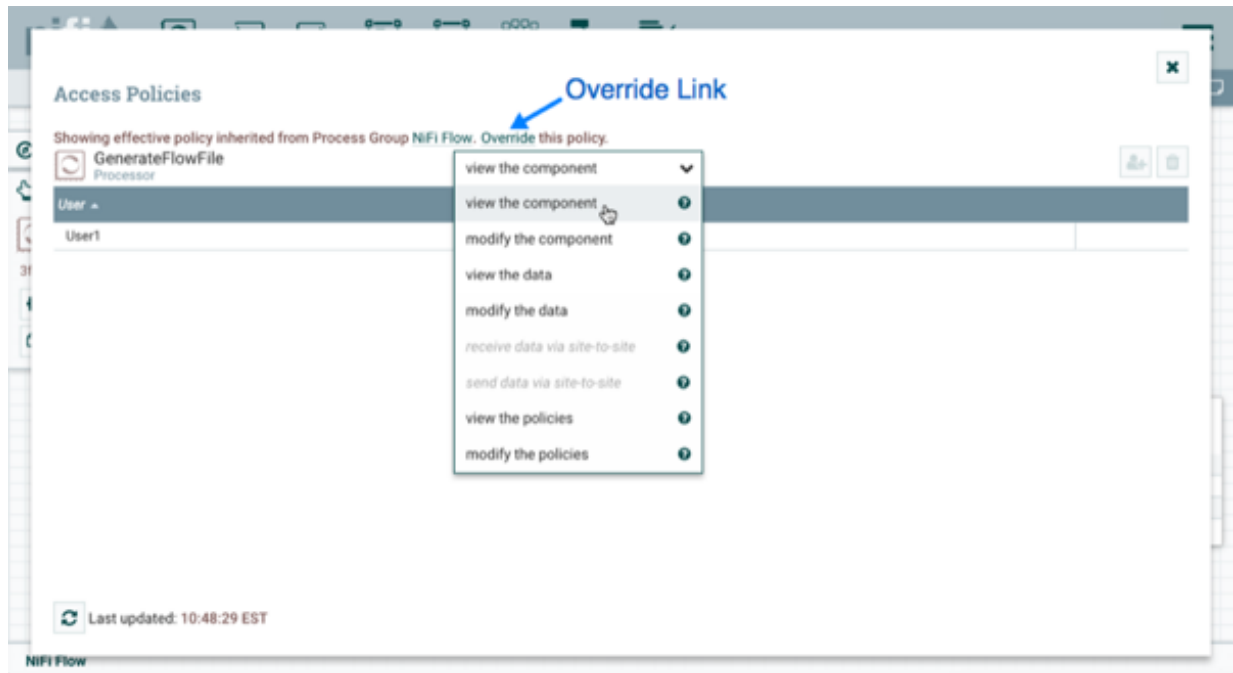 Override Link
Access Policies
Showing effective policy inherited from Process Group NiFi Flow. Override this policy.
GenerateFlowFile
Processor
view the component
User
view the component
User1
modify the component
view the data
modify the data
receive data via site-to-site
send data via site-to-site
view the policies
modify the policies
Last updated: 10:48:29 EST
NiFi Flow